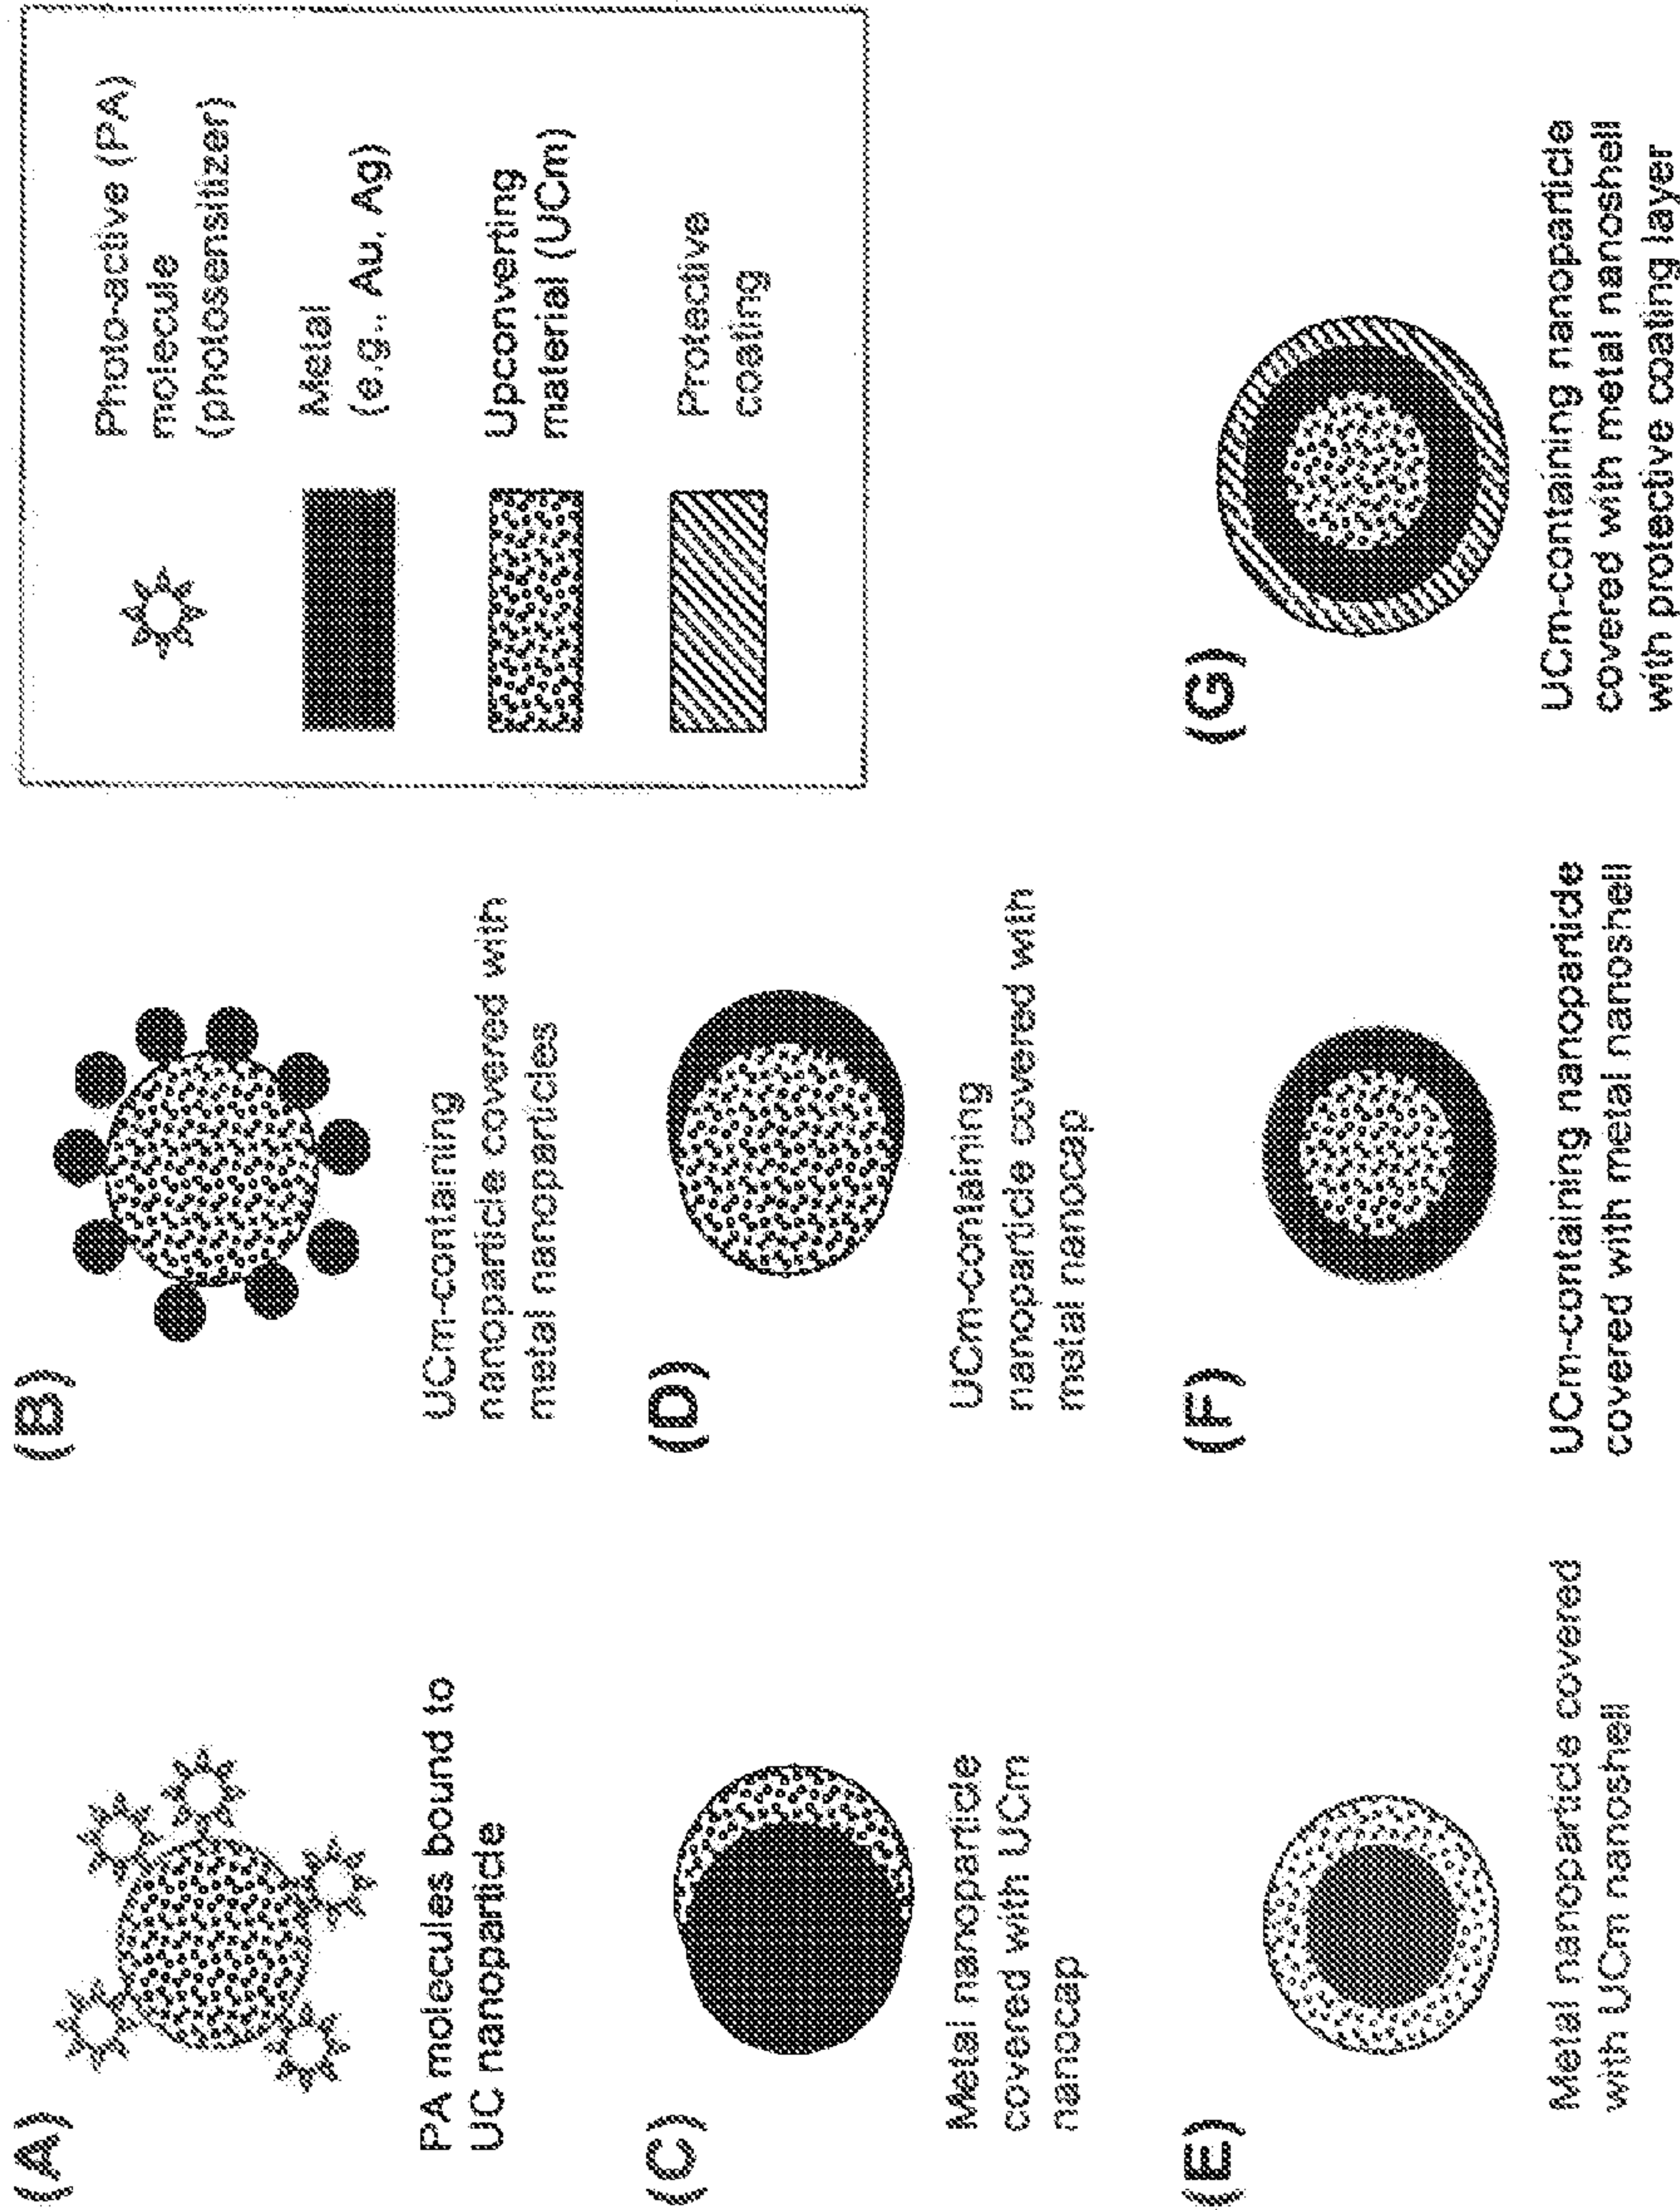 (A)
PA molecules bound to
UC nanoparticle
(B)
UCm-containing
nanoparticle covered with
metal nanoparticles
Photo-active (PA)
molecule
(photosensitizer)
Metal
(e.g., Au, Ag)
Upconverting
material (UCm)
Protective
coating
(C)
Metal nanoparticle
covered with UCm
nanocap
(D)
UCm-containing
nanoparticle covered with
metal nanocap
(E)
Metal nanoparticle covered
with UCm nanoshell
(F)
UCm-containing nanoparticle
covered with metal nanoshell
(G)
UCm-containing nanoparticle
covered with metal nanoshell
with protective coating layer